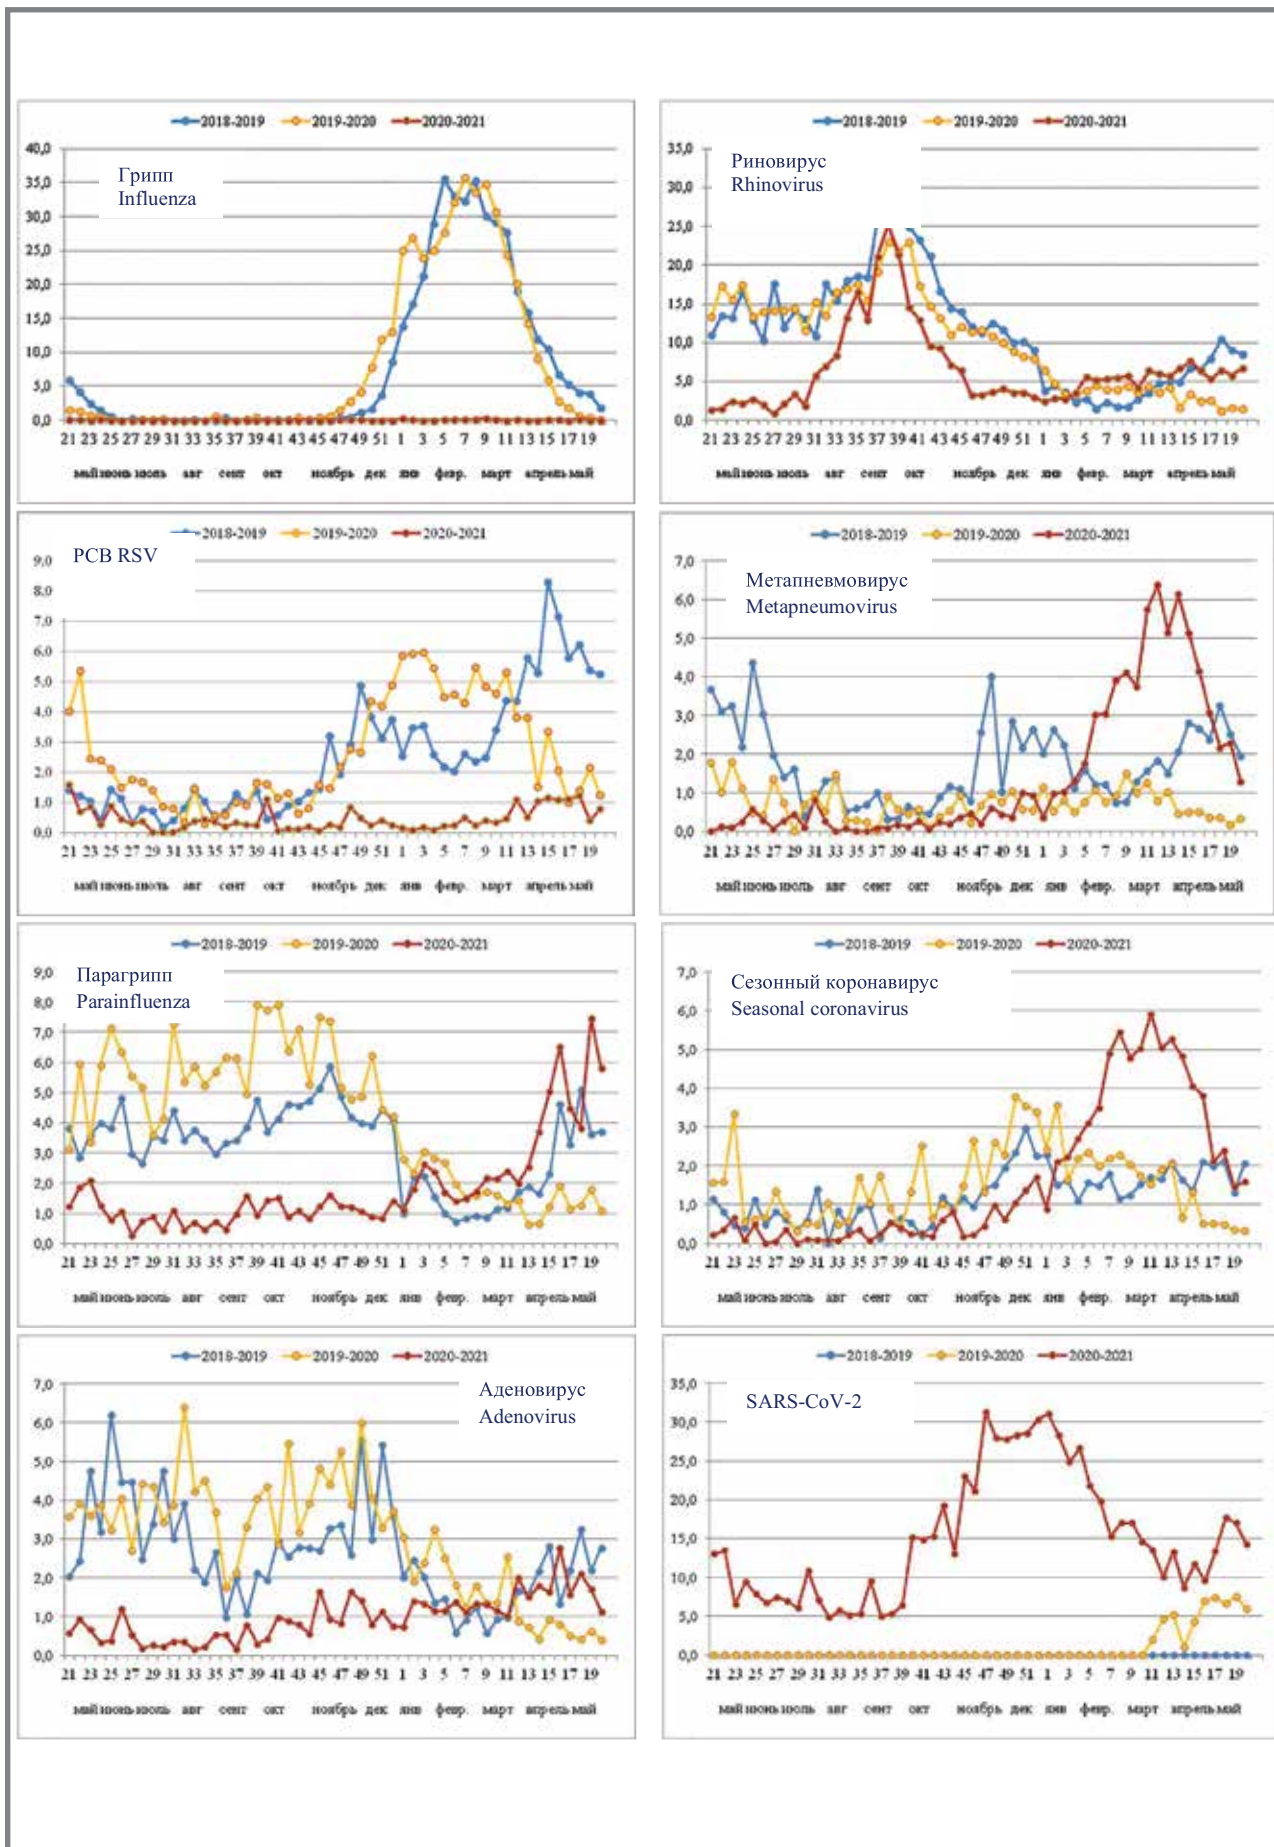 2018-2019 2019-2020 2020-2021
Грипп
Influenza
40,0
35,0
30,0
25,0
20,0
15,0
10,0
5,0
0,0
21 23 25 27 29 31 33 35 37 39 41 43 45 47 49 51 1 3 5 7 9 11 13 15 17 19
май июнь июль авг сент окт ноябрь дек янв февр. март апрель май
2018-2019 2019-2020 2020-2021
Риновирус
Rhinovirus
35,0
30,0
25,0
20,0
15,0
10,0
5,0
0,0
21 23 25 27 29 31 33 35 37 39 41 43 45 47 49 51 1 3 5 7 9 11 13 15 17 19
май июнь июль авг сент окт ноябрь дек янв февр. март апрель май
2018-2019 2019-2020 2020-2021
РСВ RSV
9,0
8,0
7,0
6,0
5,0
4,0
3,0
2,0
1,0
0,0
21 23 25 27 29 31 33 35 37 39 41 43 45 47 49 51 1 3 5 7 9 11 13 15 17 19
май июнь июль авг сент окт ноябрь дек янв февр. март апрель май
2018-2019 2019-2020 2020-2021
Метапневмовирус
Metapneumovirus
7,0
6,0
5,0
4,0
3,0
2,0
1,0
0,0
21 23 25 27 29 31 33 35 37 39 41 43 45 47 49 51 1 3 5 7 9 11 13 15 17 19
май июнь июль авг сент окт ноябрь дек янв февр. март апрель май
2018-2019 2019-2020 2020-2021
Парагрипп
Parainfluenza
9,0
8,0
7,0
6,0
5,0
4,0
3,0
2,0
1,0
0,0
21 23 25 27 29 31 33 35 37 39 41 43 45 47 49 51 1 3 5 7 9 11 13 15 17 19
май июнь июль авг сент окт ноябрь дек янв февр. март апрель май
2018-2019 2019-2020 2020-2021
Сезонный коронавирус
Seasonal coronavirus
7,0
6,0
5,0
4,0
3,0
2,0
1,0
0,0
21 23 25 27 29 31 33 35 37 39 41 43 45 47 49 51 1 3 5 7 9 11 13 15 17 19
май июнь июль авг сент окт ноябрь дек янв февр. март апрель май
2018-2019 2019-2020 2020-2021
Аденовирус
Adenovirus
7,0
6,0
5,0
4,0
3,0
2,0
1,0
0,0
21 23 25 27 29 31 33 35 37 39 41 43 45 47 49 51 1 3 5 7 9 11 13 15 17 19
май июнь июль авг сент окт ноябрь дек янв февр. март апрель май
2018-2019 2019-2020 2020-2021
SARS-CoV-2
35,0
30,0
25,0
20,0
15,0
10,0
5,0
0,0
21 23 25 27 29 31 33 35 37 39 41 43 45 47 49 51 1 3 5 7 9 11 13 15 17 19
май июнь июль авг сент окт ноябрь дек янв февр. март апрель май